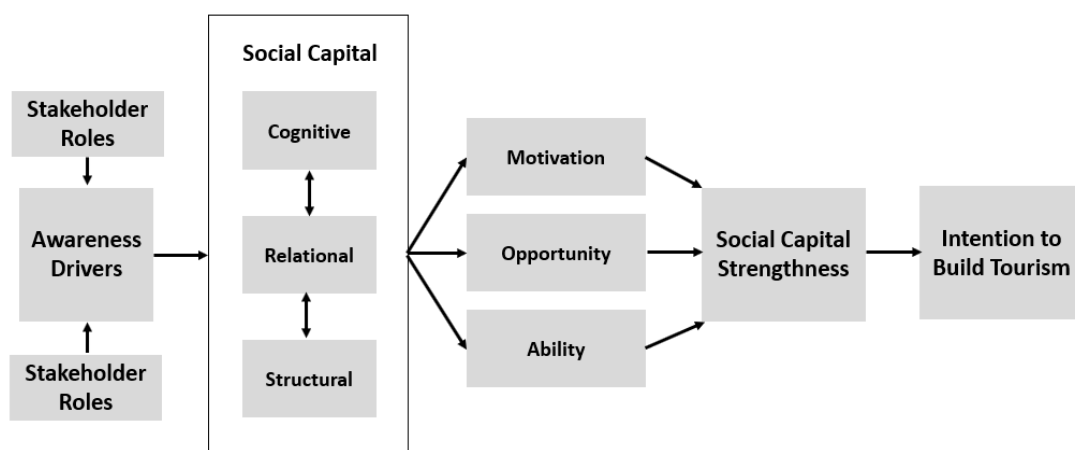 Stakeholder
Roles
Awareness
Drivers
Stakeholder
Roles
Social Capital
Cognitive
Relational
Structural
Motivation
Opportunity
Ability
Social Capital
Strengthness
Intention to
Build Tourism